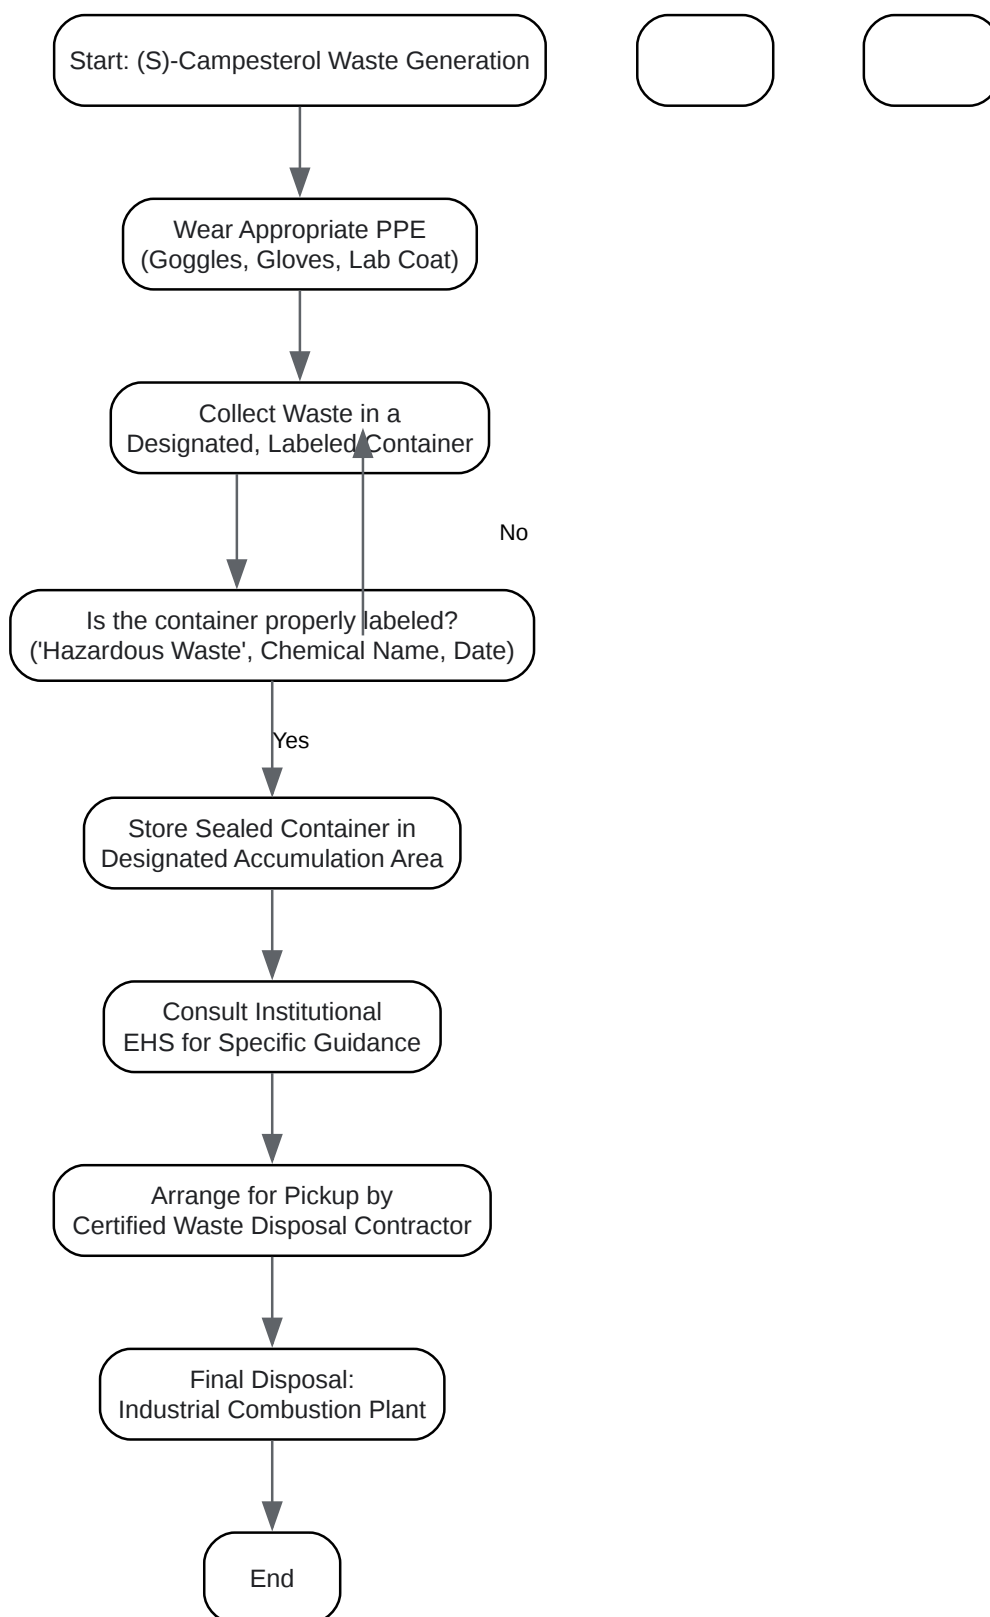 Start: (S)-Campesterol Waste Generation
Wear Appropriate PPE
(Goggles, Gloves, Lab Coat)
Collect Waste in a
Designated, Labeled Container
No
Is the container properly labeled?
('Hazardous Waste', Chemical Name, Date)
Yes
Store Sealed Container in
Designated Accumulation Area
Consult Institutional
EHS for Specific Guidance
Arrange for Pickup by
Certified Waste Disposal Contractor
Final Disposal:
Industrial Combustion Plant
End